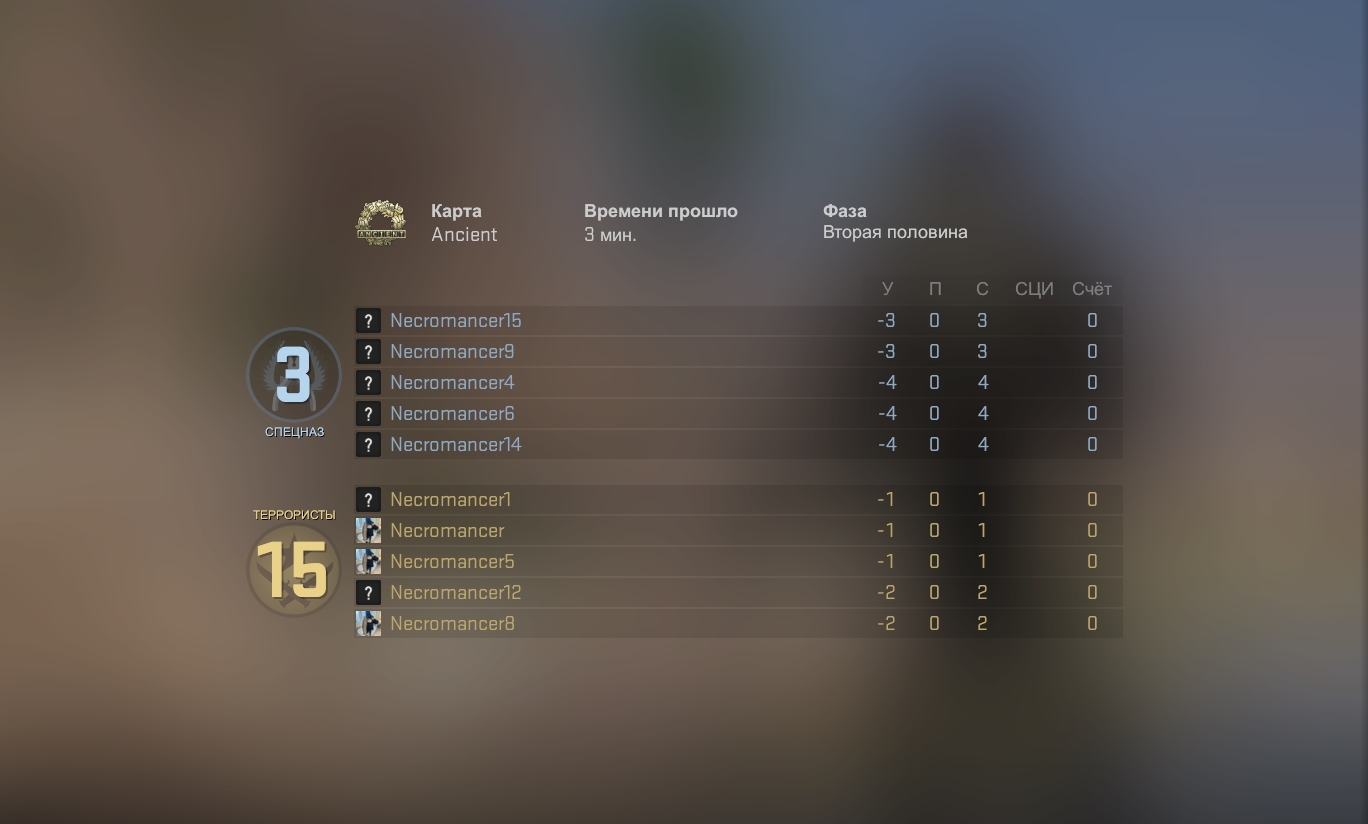 Карта Времени прошло Фаза
ANCIENT Ancient 3 мин. Вторая половина
У П С СЦИ Счёт
? Necromancer15 -3 0 3 0
? Necromancer9 -3 0 3 0
? Necromancer4 -4 0 4 0
? Necromancer6 -4 0 4 0
? Necromancer14 -4 0 4 0
3
СПЕЦНАЗ
? Necromancer1 -1 0 1 0
Necromancer -1 0 1 0
Necromancer5 -1 0 1 0
? Necromancer12 -2 0 2 0
Necromancer8 -2 0 2 0
ТЕРРОРИСТЫ
15